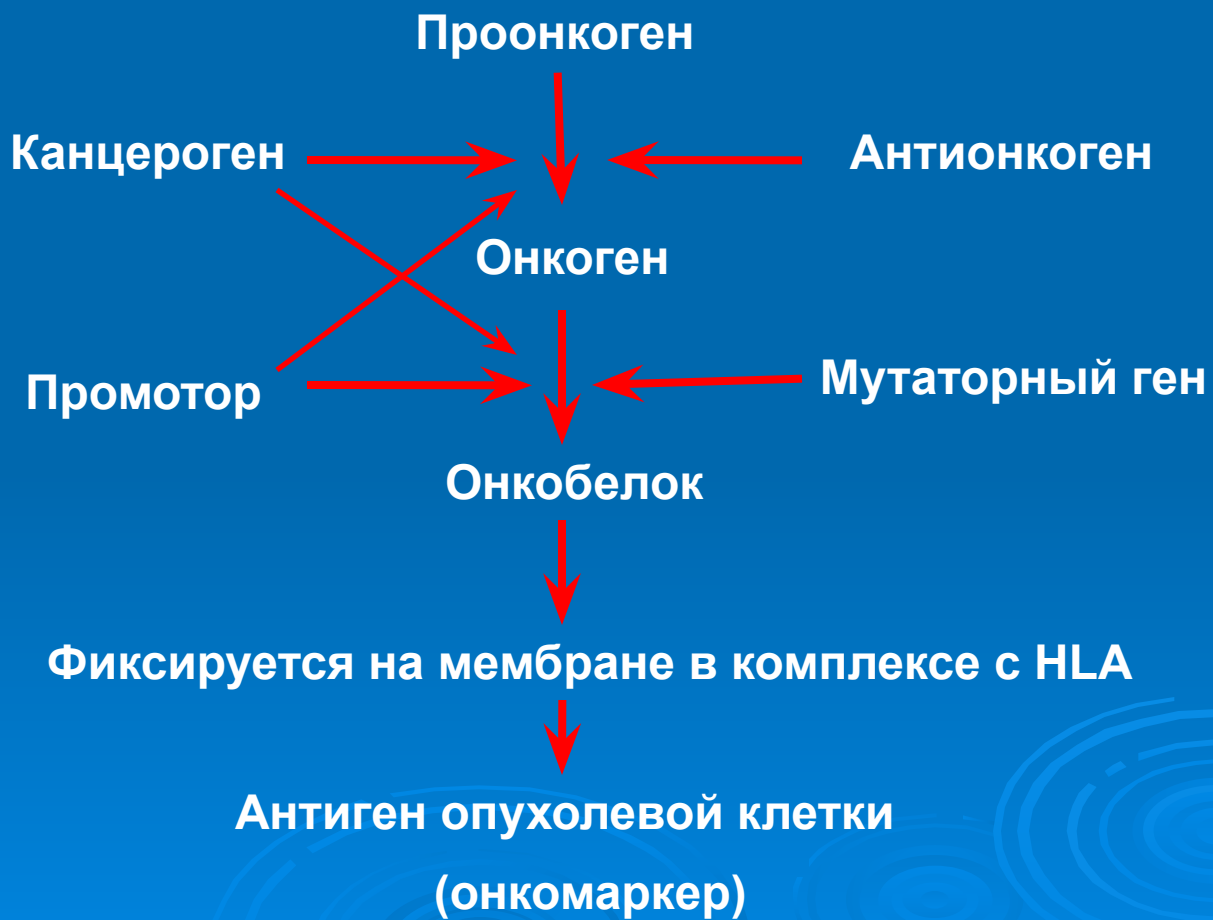 Проонкоген
Канцероген
Антионкоген
Онкоген
Промотор
Мутаторный ген
Онкобелок
Фиксируется на мембране в комплексе с HLA
Антиген опухолевой клетки
(онкомаркер)